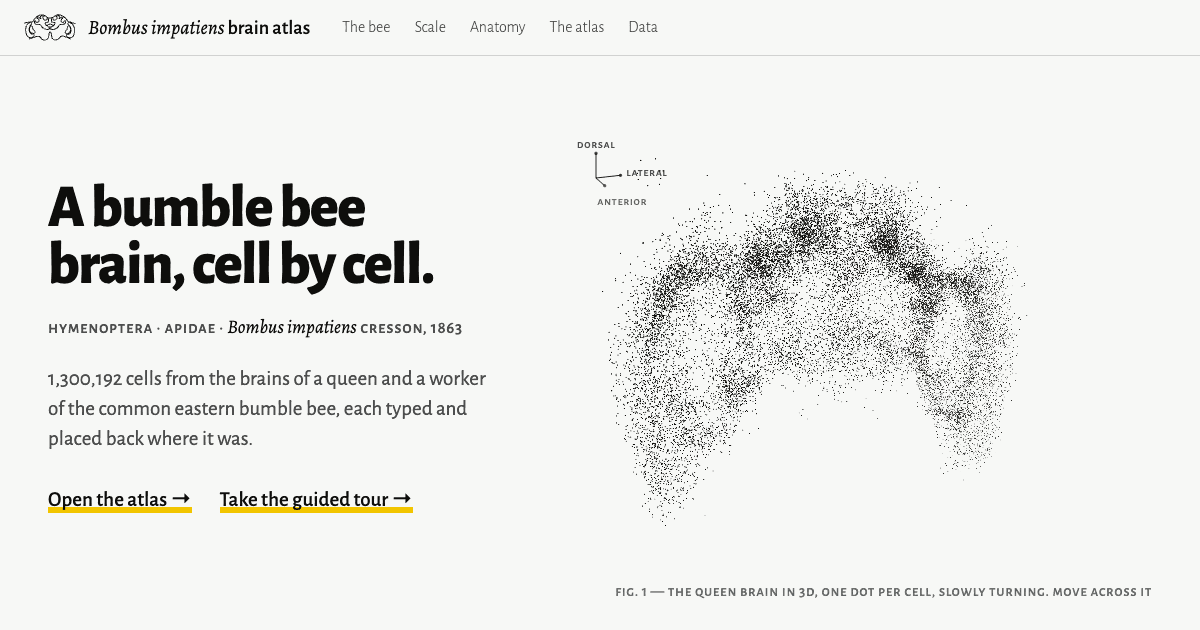 Bombus impatiens brain atlas
The bee
Scale
Anatomy
The atlas
Data
A bumble bee
brain, cell by cell.
HYMENOPTERA · APIDAE · Bombus impatiens CRESSON, 1863
1,300,192 cells from the brains of a queen and a worker
of the common eastern bumble bee, each typed and
placed back where it was.
Open the atlas →
Take the guided tour →
DORSAL
LATERAL
ANTERIOR
FIG. 1 — THE QUEEN BRAIN IN 3D, ONE DOT PER CELL, SLOWLY TURNING. MOVE ACROSS IT